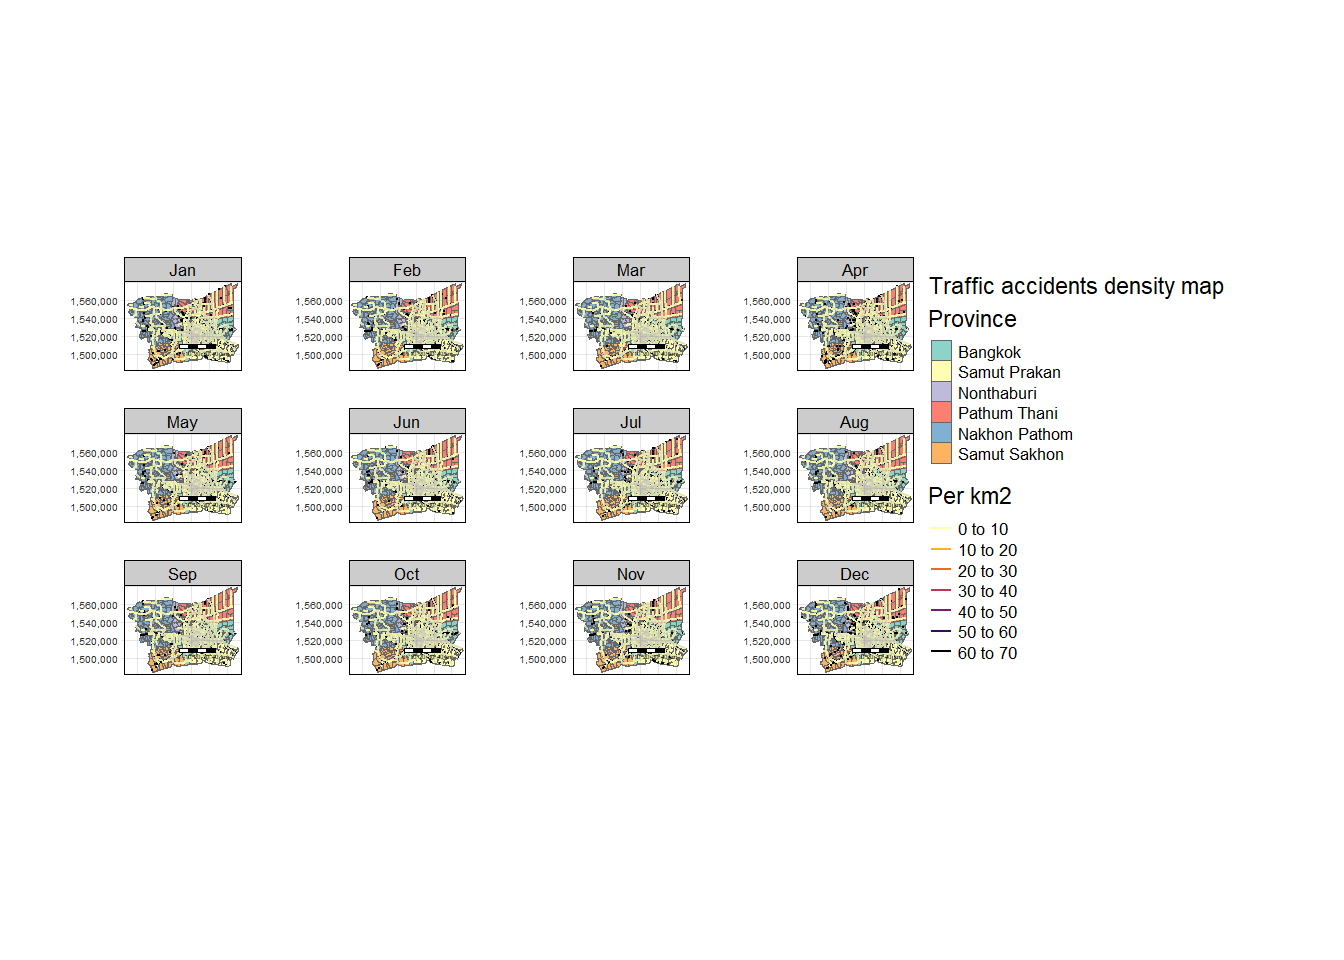 Jan
Feb
Mar
Apr
1,560,000
1,540,000
1,520,000
1,500,000
1,560,000
1,540,000
1,520,000
1,500,000
1,560,000
1,540,000
1,520,000
1,500,000
1,560,000
1,540,000
1,520,000
1,500,000
May
Jun
Jul
Aug
1,560,000
1,540,000
1,520,000
1,500,000
1,560,000
1,540,000
1,520,000
1,500,000
1,560,000
1,540,000
1,520,000
1,500,000
1,560,000
1,540,000
1,520,000
1,500,000
Sep
Oct
Nov
Dec
1,560,000
1,540,000
1,520,000
1,500,000
1,560,000
1,540,000
1,520,000
1,500,000
1,560,000
1,540,000
1,520,000
1,500,000
1,560,000
1,540,000
1,520,000
1,500,000
Traffic accidents density map
Province
Bangkok
Samut Prakan
Nonthaburi
Pathum Thani
Nakhon Pathom
Samut Sakhon
Per km2
0 to 10
10 to 20
20 to 30
30 to 40
40 to 50
50 to 60
60 to 70